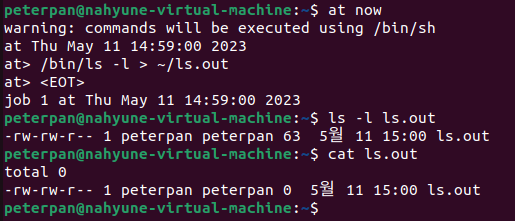 peterpan@nahyune-virtual-machine:~$ at now
warning: commands will be executed using /bin/sh
at Thu May 11 14:59:00 2023
at> /bin/ls -l > ~/ls.out
at> <EOT>
job 1 at Thu May 11 14:59:00 2023
peterpan@nahyune-virtual-machine:~$ ls -l ls.out
-rw-rw-r-- 1 peterpan peterpan 63  5월 11 15:00 ls.out
peterpan@nahyune-virtual-machine:~$ cat ls.out
total 0
-rw-rw-r-- 1 peterpan peterpan 0  5월 11 15:00 ls.out
peterpan@nahyune-virtual-machine:~$